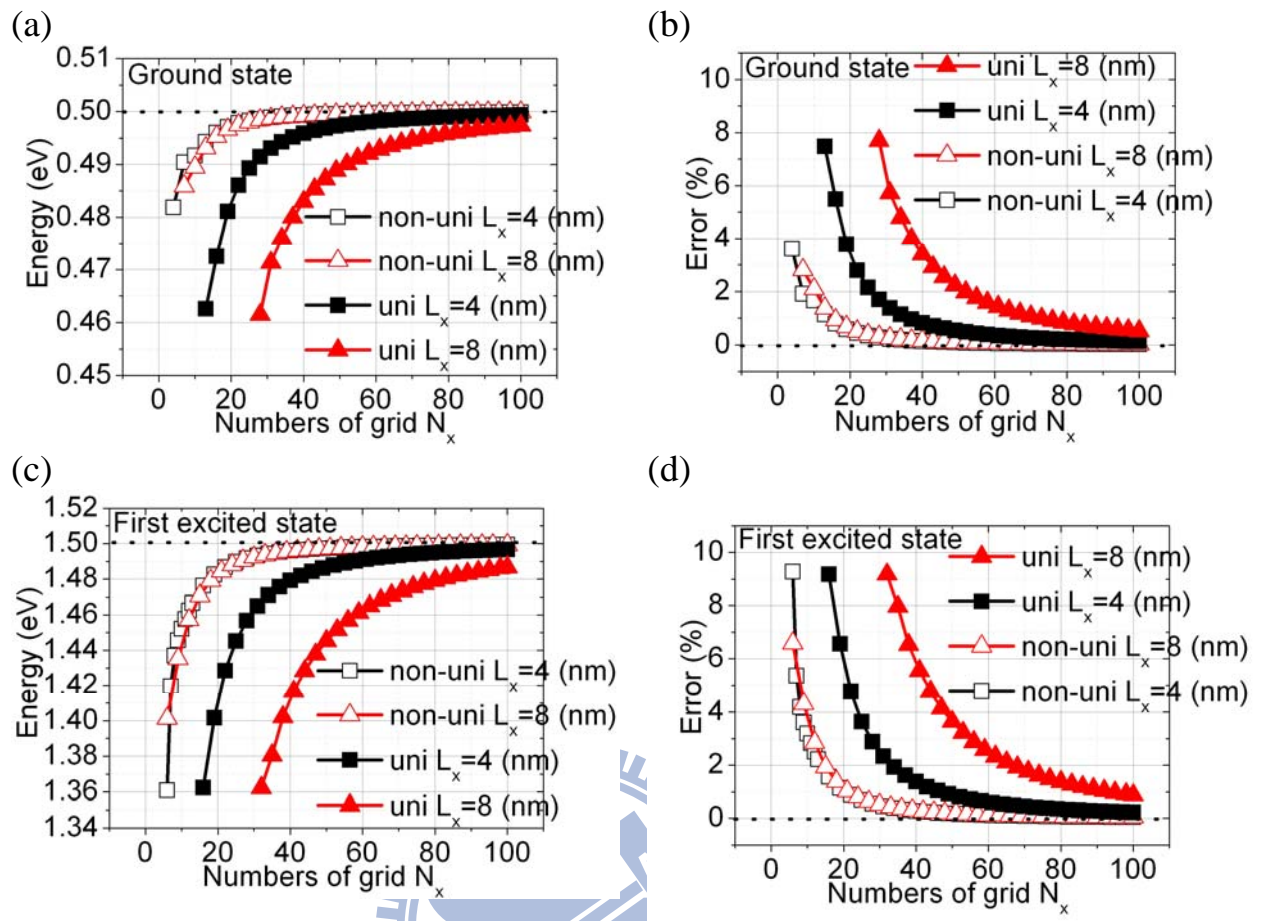 (a)
0.51
0.50
0.49
0.48
0.47
0.46
0.45
Energy (eV)
Ground state
non-uni Lₓ=4 (nm)
non-uni Lₓ=8 (nm)
uni Lₓ=4 (nm)
uni Lₓ=8 (nm)
0 20 40 60 80 100
Numbers of grid Nₓ
(b)
10
8
6
4
2
0
Error (%)
Ground state
uni Lₓ=8 (nm)
uni Lₓ=4 (nm)
non-uni Lₓ=8 (nm)
non-uni Lₓ=4 (nm)
0 20 40 60 80 100
Numbers of grid Nₓ
(c)
1.52
1.50
1.48
1.46
1.44
1.42
1.40
1.38
1.36
1.34
Energy (eV)
First excited state
non-uni Lₓ=4 (nm)
non-uni Lₓ=8 (nm)
uni Lₓ=4 (nm)
uni Lₓ=8 (nm)
0 20 40 60 80 100
Numbers of grid Nₓ
(d)
10
8
6
4
2
0
Error (%)
First excited state
uni Lₓ=8 (nm)
uni Lₓ=4 (nm)
non-uni Lₓ=8 (nm)
non-uni Lₓ=4 (nm)
0 20 40 60 80 100
Numbers of grid Nₓ